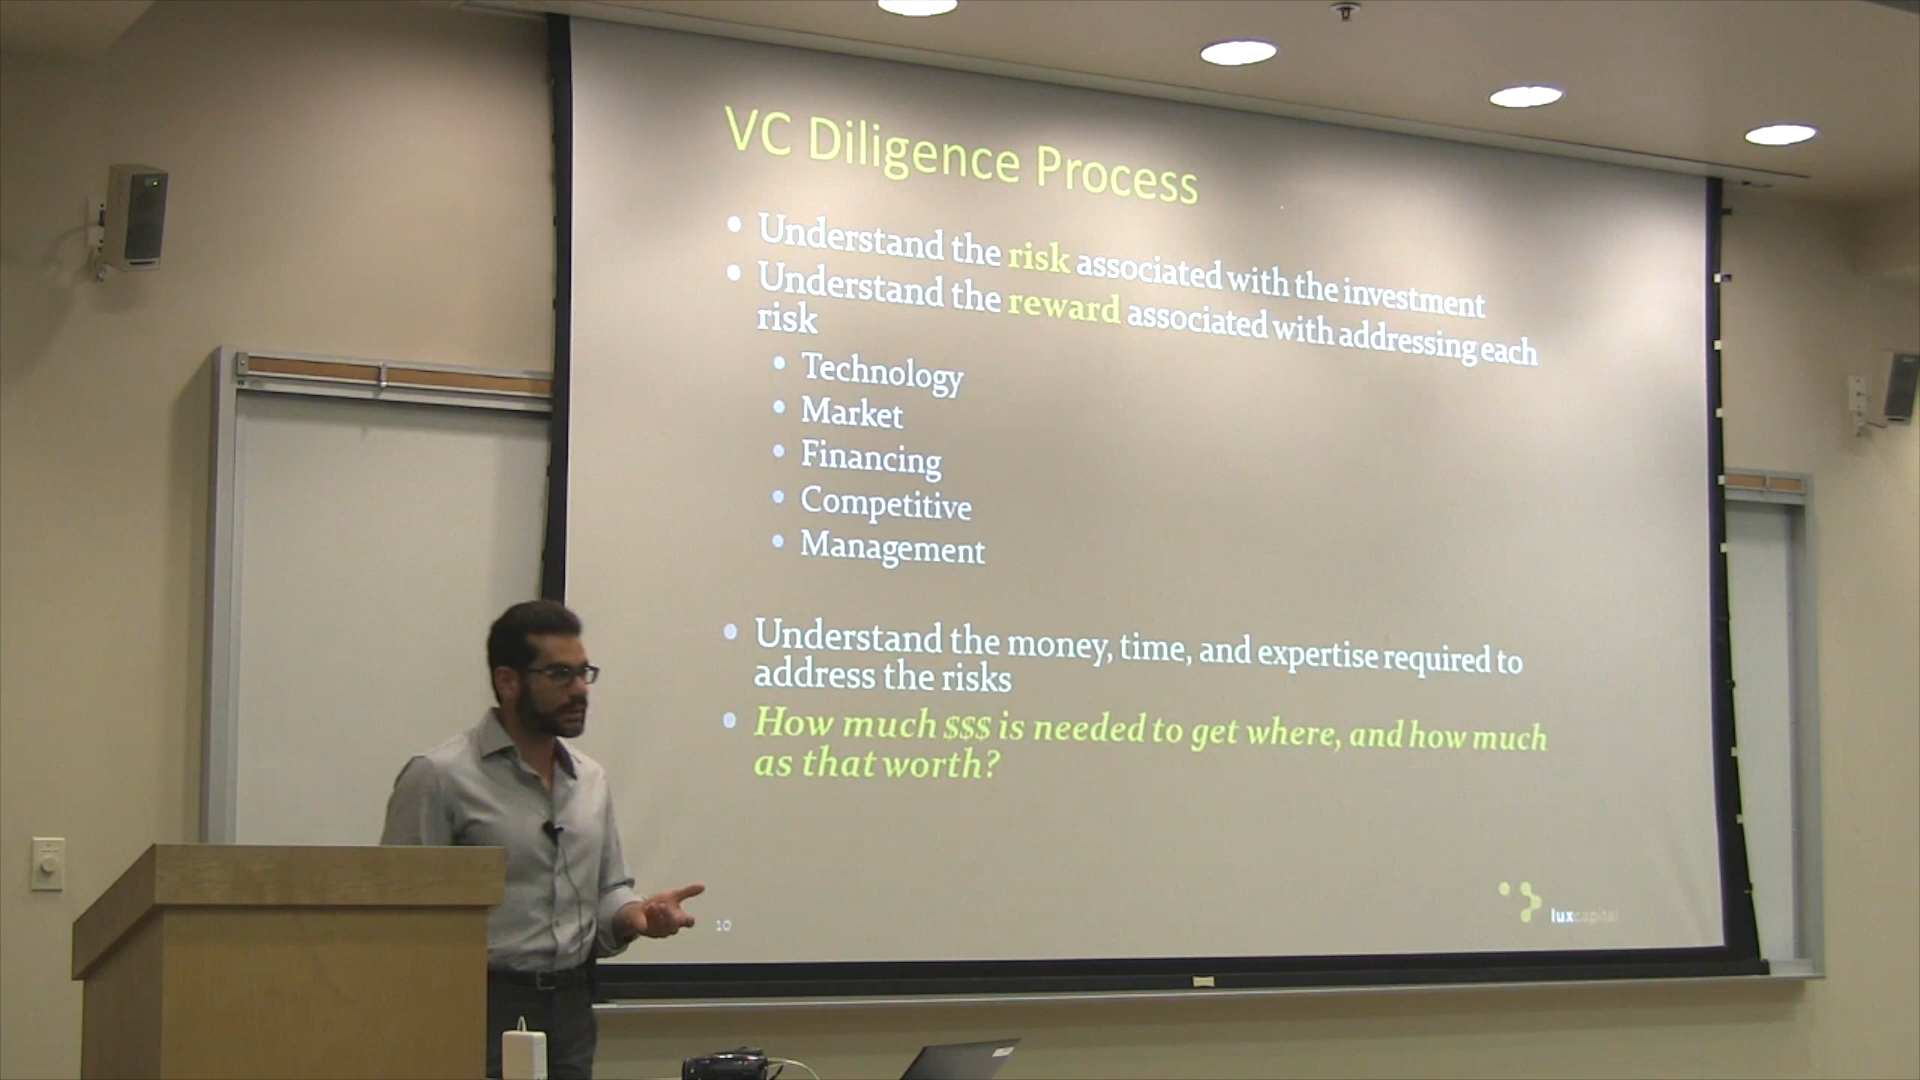 VC Diligence Process
• Understand the risk associated with the investment
• Understand the reward associated with addressing each
risk
• Technology
• Market
• Financing
• Competitive
• Management
• Understand the money, time, and expertise required to
address the risks
• How much $$$ is needed to get where, and how much
as that worth?
10
luxcapital